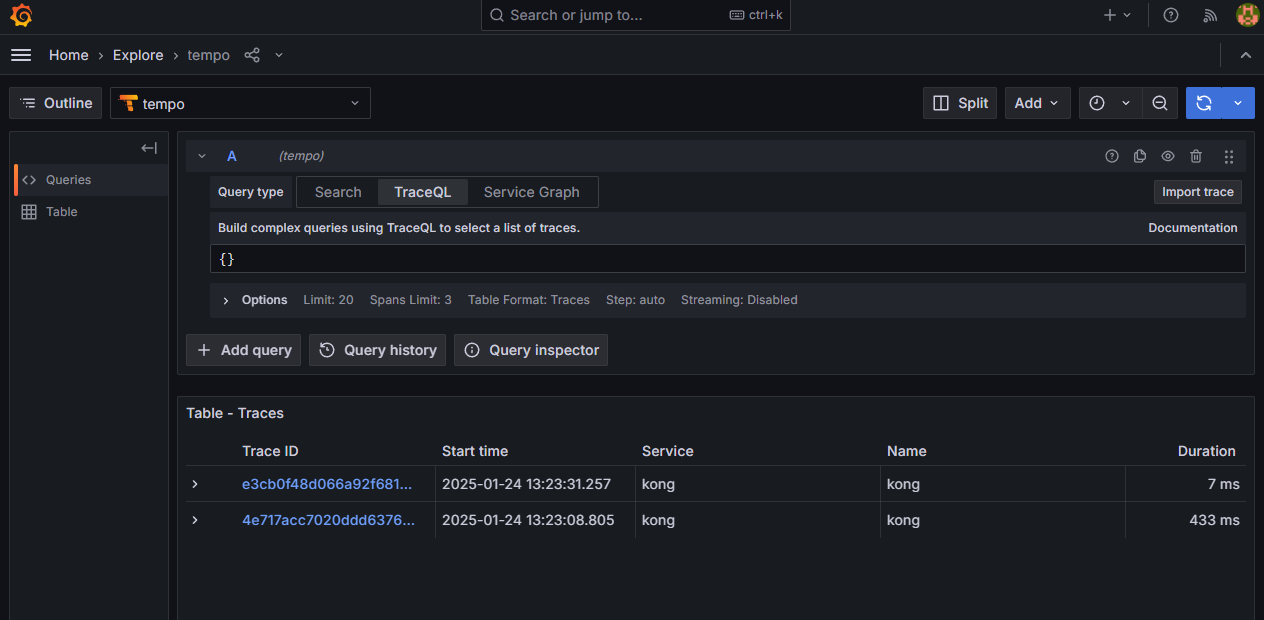 Search or jump to... ctrl+k
Home › Explore › tempo
Outline tempo Split Add
A (tempo)
Queries
Table
Query type Search TraceQL Service Graph Import trace
Build complex queries using TraceQL to select a list of traces. Documentation
{}
Options Limit: 20 Spans Limit: 3 Table Format: Traces Step: auto Streaming: Disabled
+ Add query Query history Query inspector
Table - Traces
Trace ID Start time Service Name Duration
e3cb0f48d066a92f681... 2025-01-24 13:23:31.257 kong kong 7 ms
4e717acc7020ddd6376... 2025-01-24 13:23:08.805 kong kong 433 ms